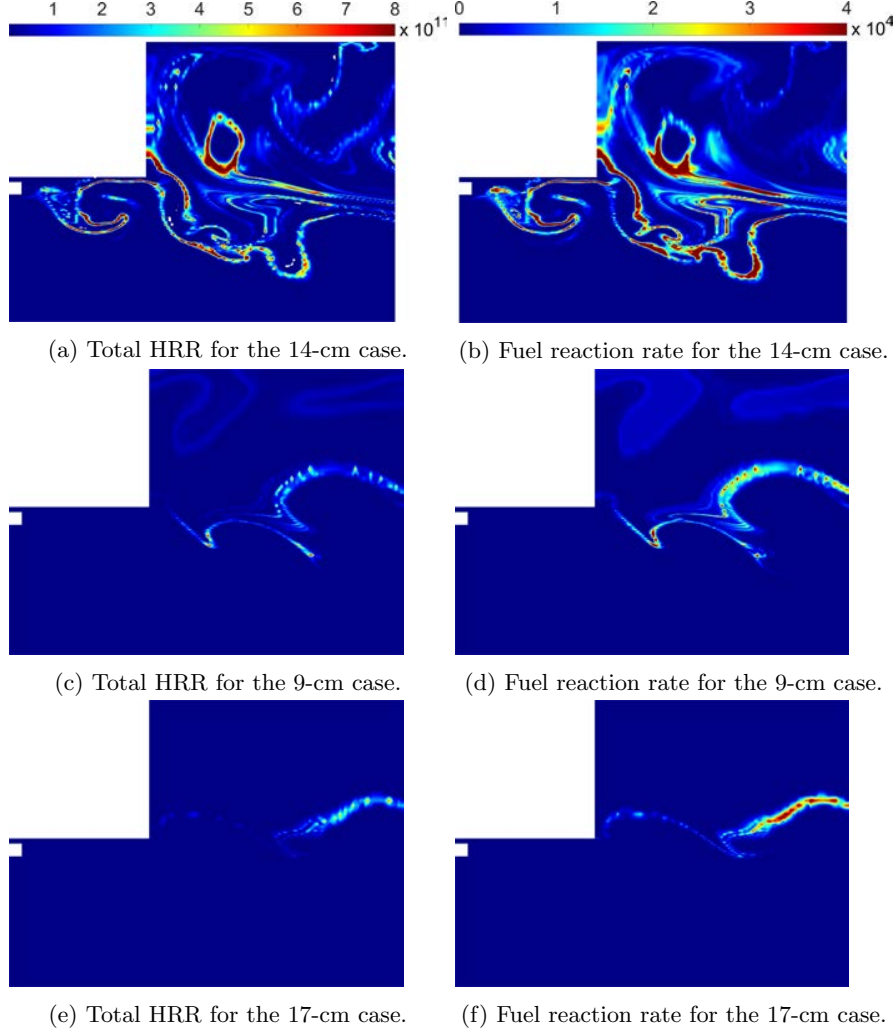 1 2 3 4 5 6 7 8 x 10¹¹
0 1 2 3 4 x 10⁴
(a) Total HRR for the 14-cm case.
(b) Fuel reaction rate for the 14-cm case.
(c) Total HRR for the 9-cm case.
(d) Fuel reaction rate for the 9-cm case.
(e) Total HRR for the 17-cm case.
(f) Fuel reaction rate for the 17-cm case.